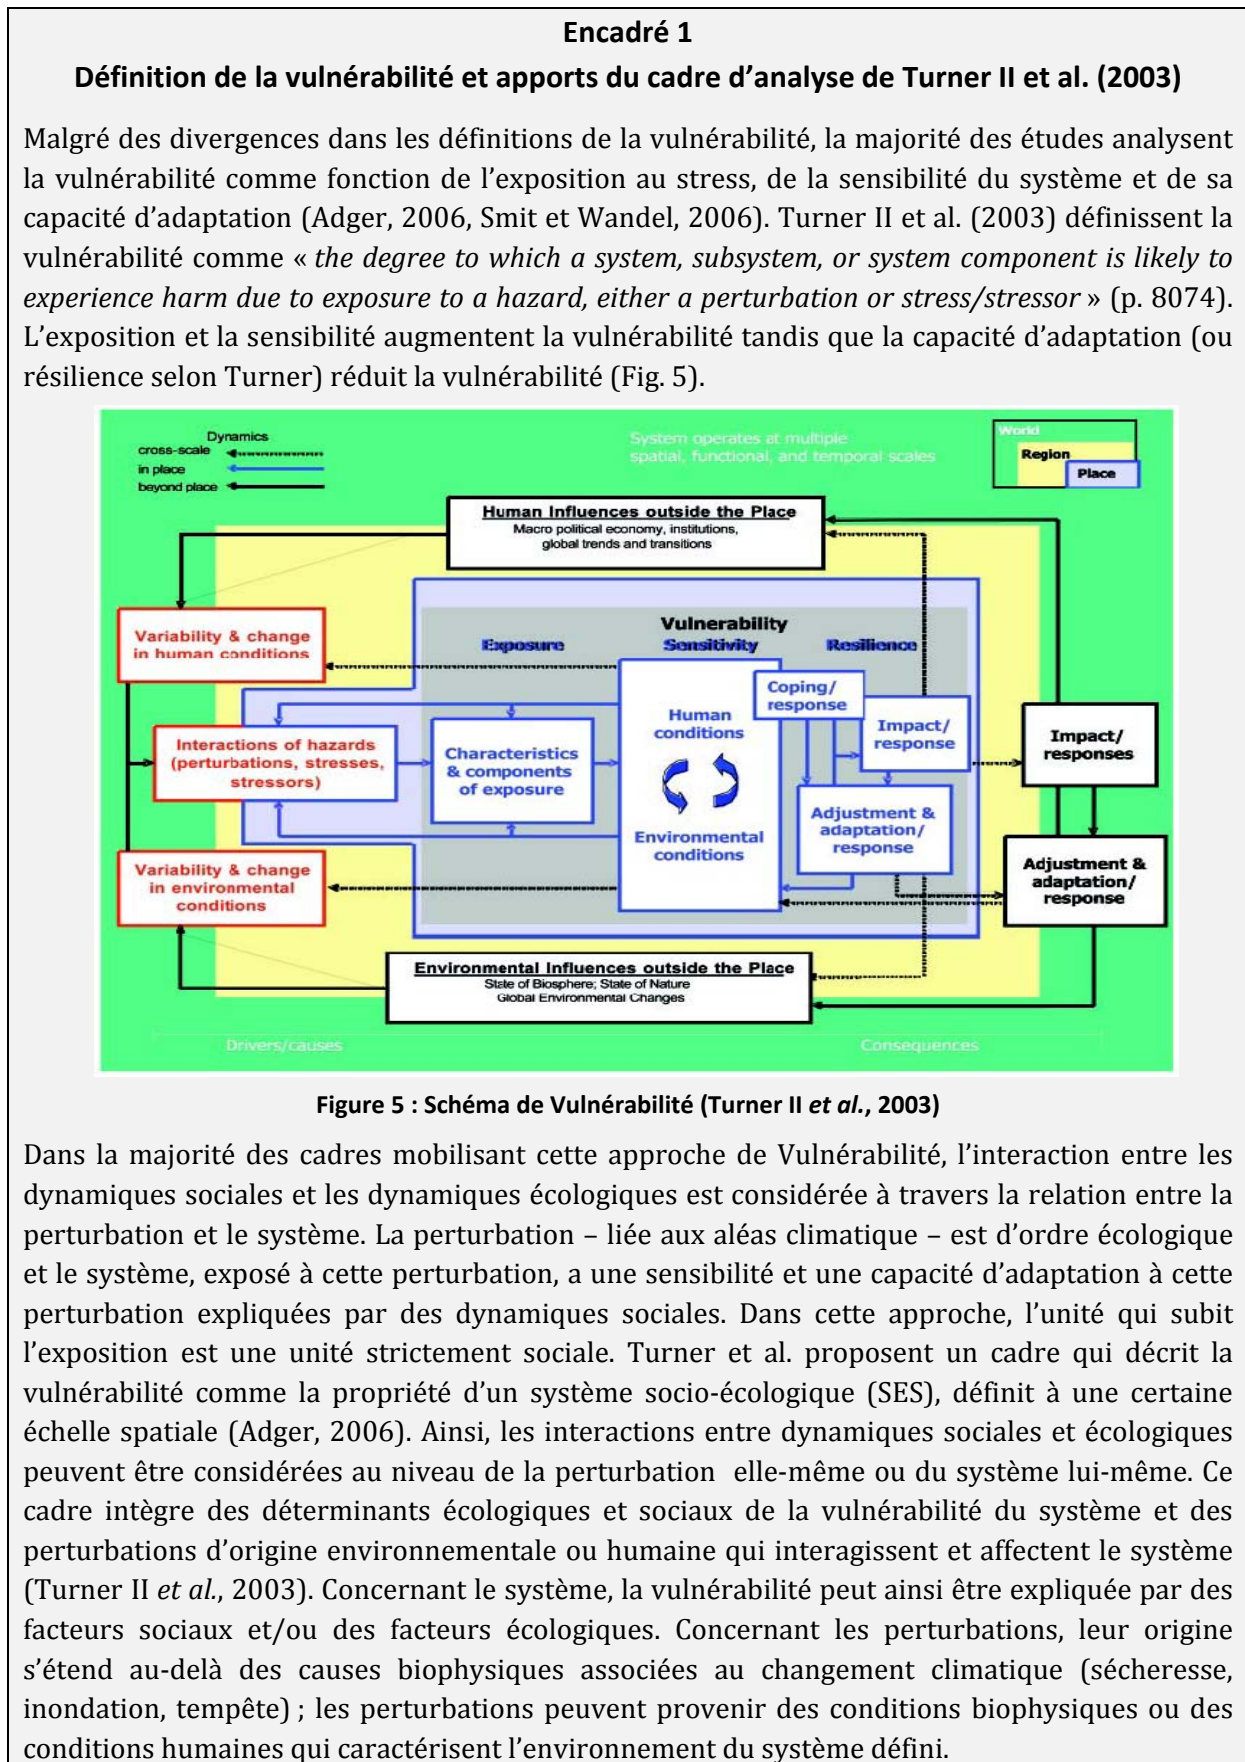 Encadré 1
Définition de la vulnérabilité et apports du cadre d’analyse de Turner II et al. (2003)
Malgré des divergences dans les définitions de la vulnérabilité, la majorité des études analysent
la vulnérabilité comme fonction de l’exposition au stress, de la sensibilité du système et de sa
capacité d’adaptation (Adger, 2006, Smit et Wandel, 2006). Turner II et al. (2003) définissent la
vulnérabilité comme « the degree to which a system, subsystem, or system component is likely to
experience harm due to exposure to a hazard, either a perturbation or stress/stressor » (p. 8074).
L’exposition et la sensibilité augmentent la vulnérabilité tandis que la capacité d’adaptation (ou
résilience selon Turner) réduit la vulnérabilité (Fig. 5).
Dynamics
cross-scale
in place
beyond place
System operates at multiple
spatial, functional, and temporal scales
World
Region
Place
Human Influences outside the Place
Macro political economy, institutions,
global trends and transitions
Variability & change
in human conditions
Vulnerability
Exposure
Sensitivity
Resilience
Interactions of hazards
(perturbations, stresses,
stressors)
Characteristics
& components
of exposure
Human
conditions
Environmental
conditions
Coping/
response
Impact/
response
Adjustment &
adaptation/
response
Impact/
responses
Adjustment &
adaptation/
response
Variability & change
in environmental
conditions
Environmental Influences outside the Place
State of Biosphere; State of Nature
Global Environmental Changes
Drivers/causes
Consequences
Figure 5 : Schéma de Vulnérabilité (Turner II et al., 2003)
Dans la majorité des cadres mobilisant cette approche de Vulnérabilité, l’interaction entre les
dynamiques sociales et les dynamiques écologiques est considérée à travers la relation entre la
perturbation et le système. La perturbation – liée aux aléas climatique – est d’ordre écologique
et le système, exposé à cette perturbation, a une sensibilité et une capacité d’adaptation à cette
perturbation expliquées par des dynamiques sociales. Dans cette approche, l’unité qui subit
l’exposition est une unité strictement sociale. Turner et al. proposent un cadre qui décrit la
vulnérabilité comme la propriété d’un système socio-écologique (SES), définit à une certaine
échelle spatiale (Adger, 2006). Ainsi, les interactions entre dynamiques sociales et écologiques
peuvent être considérées au niveau de la perturbation elle-même ou du système lui-même. Ce
cadre intègre des déterminants écologiques et sociaux de la vulnérabilité du système et des
perturbations d’origine environnementale ou humaine qui interagissent et affectent le système
(Turner II et al., 2003). Concernant le système, la vulnérabilité peut ainsi être expliquée par des
facteurs sociaux et/ou des facteurs écologiques. Concernant les perturbations, leur origine
s’étend au-delà des causes biophysiques associées au changement climatique (sécheresse,
inondation, tempête) ; les perturbations peuvent provenir des conditions biophysiques ou des
conditions humaines qui caractérisent l’environnement du système défini.